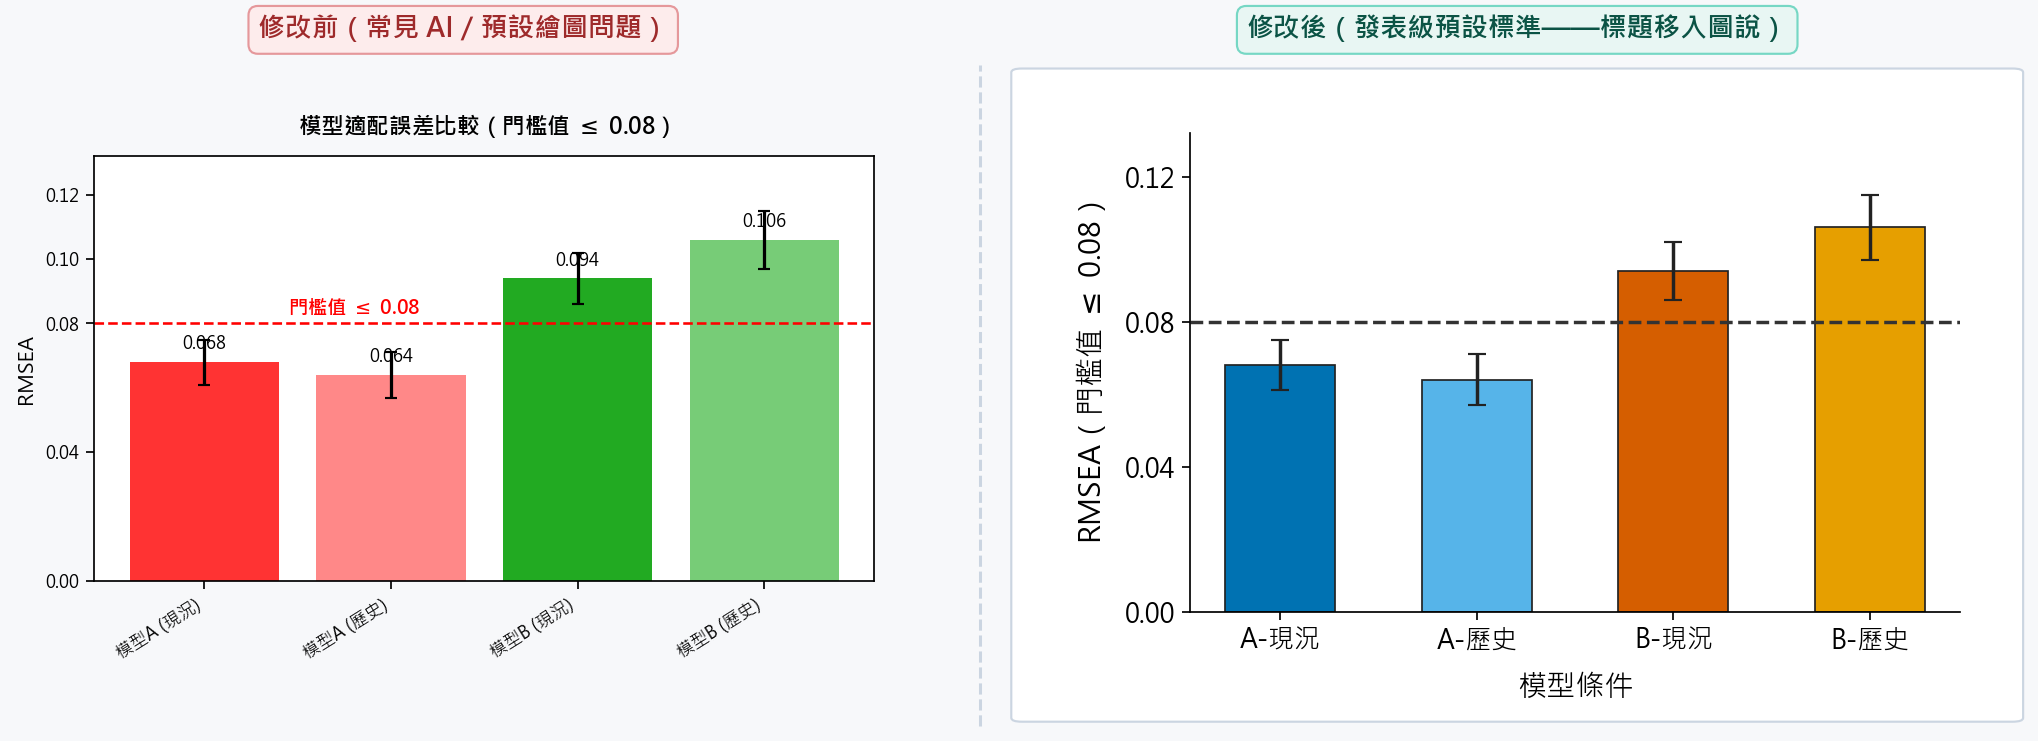 修改前（常見 AI / 預設繪圖問題）
模型適配誤差比較（門檻值 ≤ 0.08）
RMSEA
0.12
0.10
0.08
0.04
0.00
門檻值 ≤ 0.08
0.068
0.064
0.094
0.106
模型A (現況)
模型A (歷史)
模型B (現況)
模型B (歷史)
修改後（發表級預設標準——標題移入圖說）
RMSEA（門檻值 ≤ 0.08）
0.12
0.08
0.04
0.00
A-現況
A-歷史
B-現況
B-歷史
模型條件